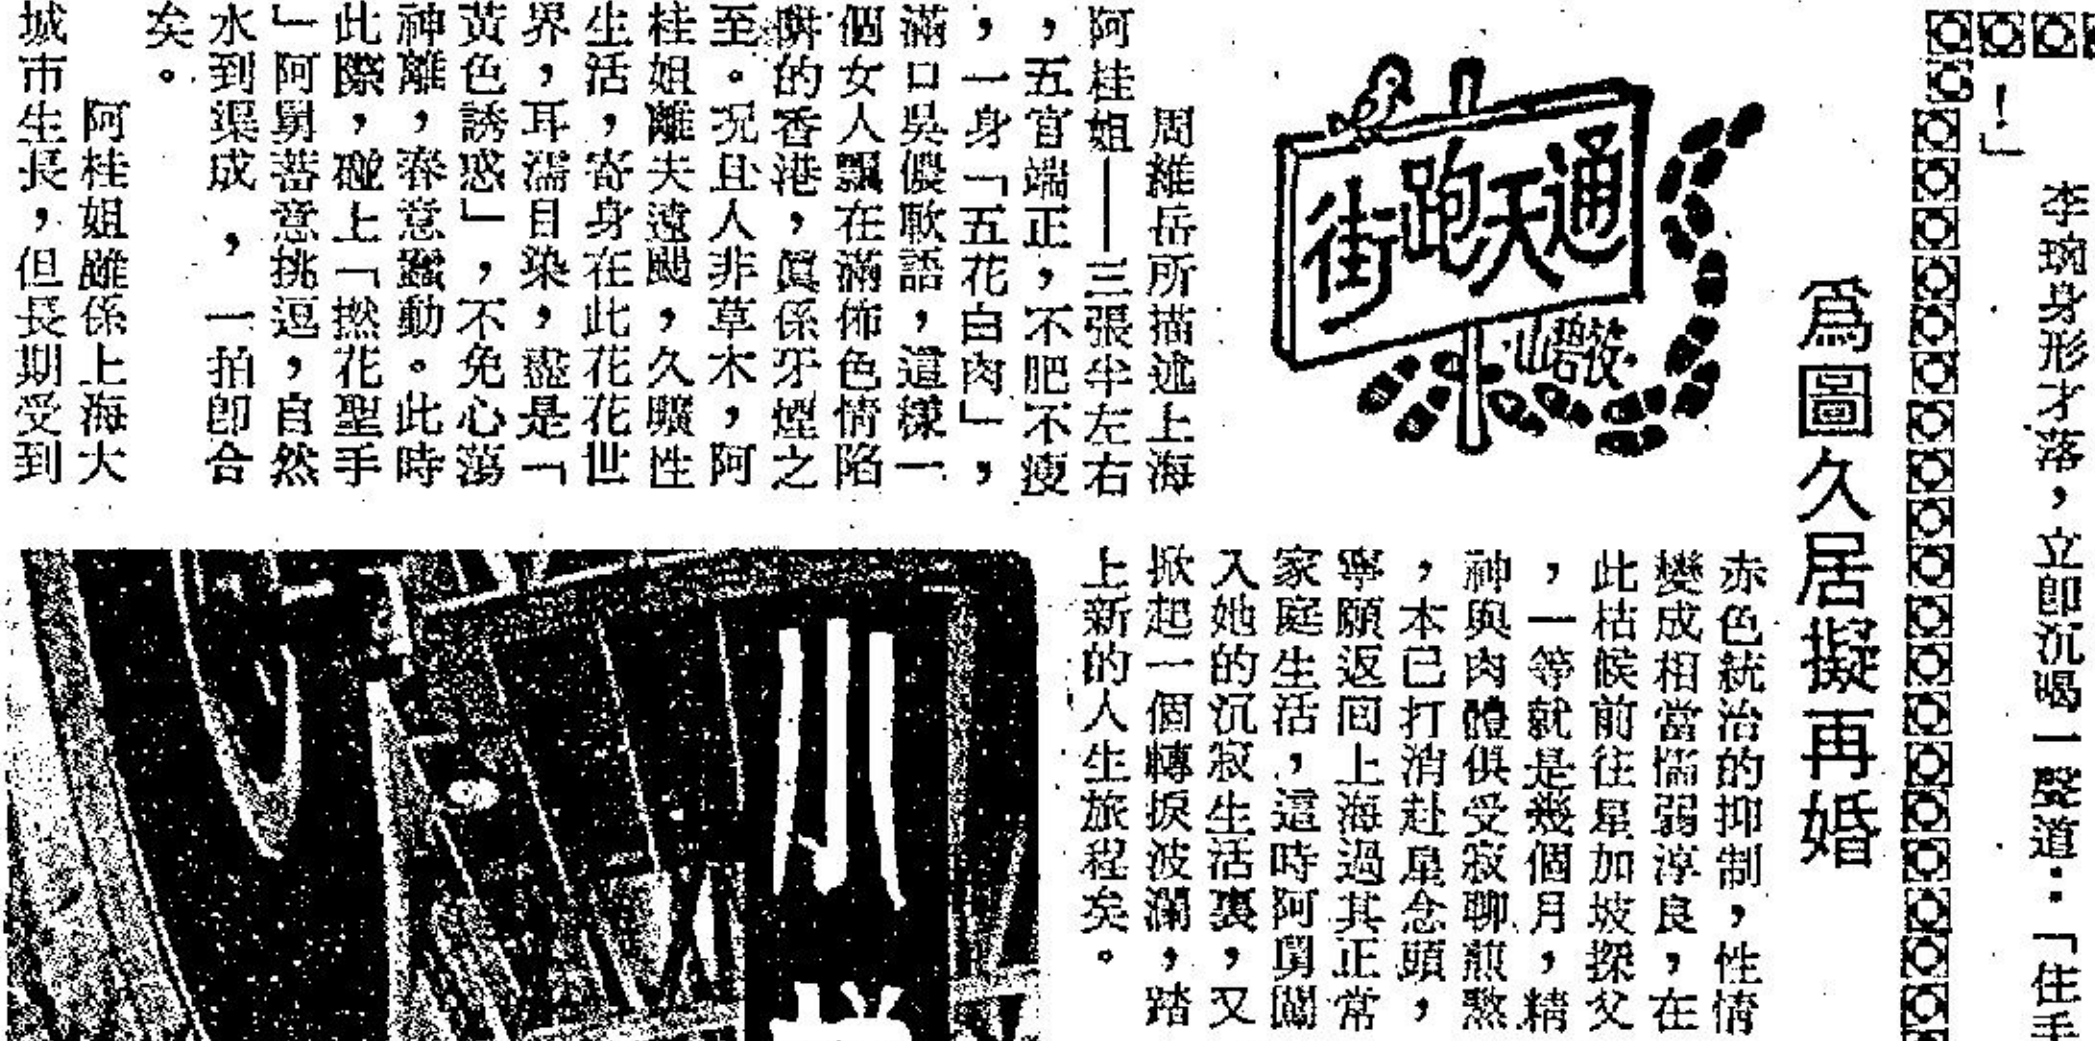 ！」
李琬身形才落，立卽沉喝一聲道：「住手
爲圖久居擬再婚
通天跑街
周維岳所描述上海
阿桂姐——三張半左右
，五官端正，不肥不瘦
，一身「五花白肉」，
滿口吳儂軟語，這樣一
個女人飄在滿佈色情陷
阱的香港，眞係牙煙之
至。況且人非草木，阿
桂姐離夫遠颺，久曠性
生活，寄身在此花花世
界，耳濡目染，盡是「
黃色誘惑」，不免心蕩
神離，春意蠶動。此時
此際，碰上「撚花聖手
」阿舅蓄意挑逗，自然
水到渠成，一拍卽合
矣。
阿桂姐雖係上海大
城市生長，但長期受到
赤色統治的抑制，性情
變成相當懦弱淳良，在
此枯候前往星加坡探父
，一等就是幾個月，精
神與肉體俱受寂聊煎熬
，本已打消赴星念頭，
寧願返回上海過其正常
家庭生活，這時阿舅闖
入她的沉寂生活裏，又
掀起一個轉捩波瀾，踏
上新的人生旅程矣。